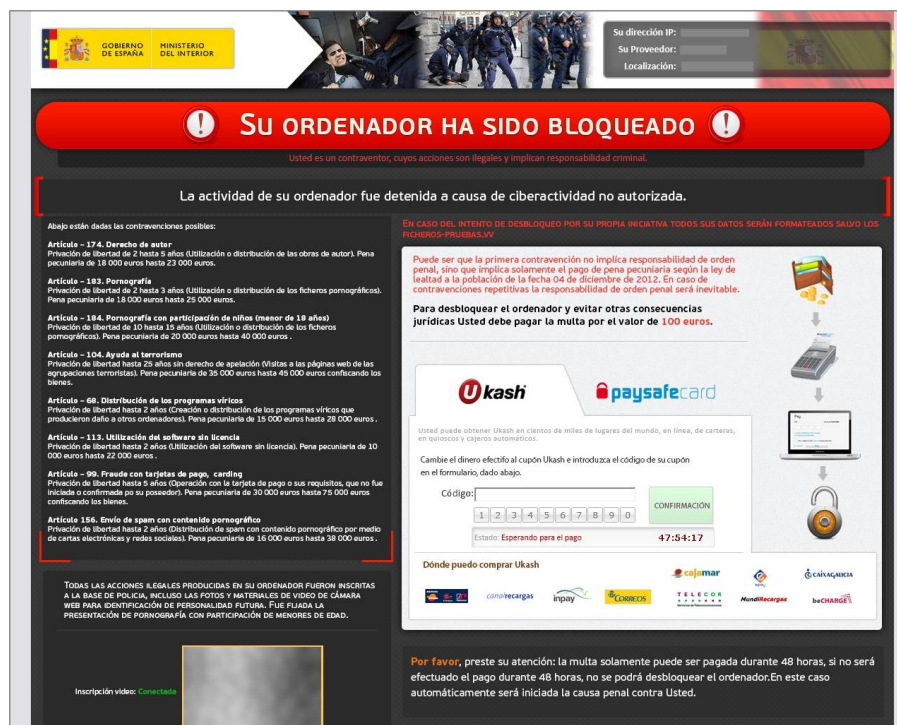 GOBIERNO DE ESPAÑA
MINISTERIO DEL INTERIOR
Su dirección IP:
Su Proveedor:
Localización:
SU ORDENADOR HA SIDO BLOQUEADO
Usted es un contraventor, cuyos acciones son ilegales y implican responsabilidad criminal.
La actividad de su ordenador fue detenida a causa de ciberactividad no autorizada.
Abajo están dadas las contravenciones posibles:
Artículo – 174. Derecho de autor
Privación de libertad de 2 hasta 5 años (Utilización o distribución de las obras de autor). Pena
pecuniaria de 18 000 euros hasta 23 000 euros.
Artículo – 183. Pornografía
Privación de libertad de 2 hasta 3 años (Utilización o distribución de los ficheros pornográficos).
Pena pecuniaria de 18 000 euros hasta 25 000 euros.
Artículo – 184. Pornografía con participación de niños (menor de 18 años)
Privación de libertad de 10 hasta 15 años (Utilización o distribución de los ficheros
pornográficos). Pena pecuniaria de 20 000 euros hasta 40 000 euros .
Artículo – 104. Ayuda al terrorismo
Privación de libertad hasta 25 años sin derecho de apelación (Visitas a las páginas web de las
agrupaciones terroristas). Pena pecuniaria de 35 000 euros hasta 45 000 euros confiscando los
bienes.
Artículo – 68. Distribución de los programas víricos
Privación de libertad hasta 2 años (Creación o distribución de los programas víricos que
produjeron daño a otros ordenadores). Pena pecuniaria de 15 000 euros hasta 28 000 euros .
Artículo – 113. Utilización del software sin licencia
Privación de libertad hasta 2 años (Utilización del software sin licencia). Pena pecuniaria de 10
000 euros hasta 22 000 euros .
Artículo – 99. Fraude con tarjetas de pago, carding
Privación de libertad hasta 5 años (Operación con la tarjeta de pago o sus requisitos, que no fue
iniciada o confirmada po su poseedor). Pena pecuniaria de 30 000 euros hasta 75 000 euros
confiscando los bienes.
Artículo 156. Envío de spam con contenido pornográfico
Privación de libertad hasta 2 años (Distribución de spam con contenido pornográfico por medio
de cartas electrónicas y redes sociales). Pena pecuniaria de 16 000 euros hasta 38 000 euros .
TODAS LAS ACCIONES ILEGALES PRODUCIDAS EN SU ORDENADOR FUERON INSCRITAS
A LA BASE DE POLICIA, INCLUSO LAS FOTOS Y MATERIALES DE VIDEO DE CÁMARA
WEB PARA IDENTIFICACIÓN DE PERSONALIDAD FUTURA. FUE FIJADA LA
PRESENTACIÓN DE PORNOGRAFÍA CON PARTICIPACIÓN DE MENORES DE EDAD.
Inscripción video: Conectada
EN CASO DEL INTENTO DE DESBLOQUEO POR SU PROPIA INICIATIVA TODOS SUS DATOS SERÁN FORMATEADOS SALVO LOS
FICHEROS-PRUEBAS.VV
Puede ser que la primera contravención no implica responsabilidad de orden
penal, sino que implica solamente el pago de pena pecuniaria según la ley de
lealtad a la población de la fecha 04 de diciembre de 2012. En caso de
contravenciones repetitivas la responsabilidad de orden penal será inevitable.
Para desbloquear el ordenador y evitar otras consecuencias
jurídicas Usted debe pagar la multa por el valor de 100 euros.
Ukash
paysafecard
Usted puede obtener Ukash en cientos de miles de lugares del mundo, en línea, de carteras,
en quioscos y cajeros automáticos.
Cambie el dinero efectifo al cupón Ukash e introduzca el código de su cupón
en el formulario, dado abajo.
Código:
1 2 3 4 5 6 7 8 9 0
CONFIRMACIÓN
Estado: Esperando para el pago 47:54:17
Dónde puedo comprar Ukash
cajamar
CAIXAGALICIA
canalrecargas
inpay
CORREOS
TELECOR
MundiRecargas
beCHARGE
Por favor, preste su atención: la multa solamente puede ser pagada durante 48 horas, si no será
efectuado el pago durante 48 horas, no se podrá desbloquear el ordenador.En este caso
automáticamente será iniciada la causa penal contra Usted.